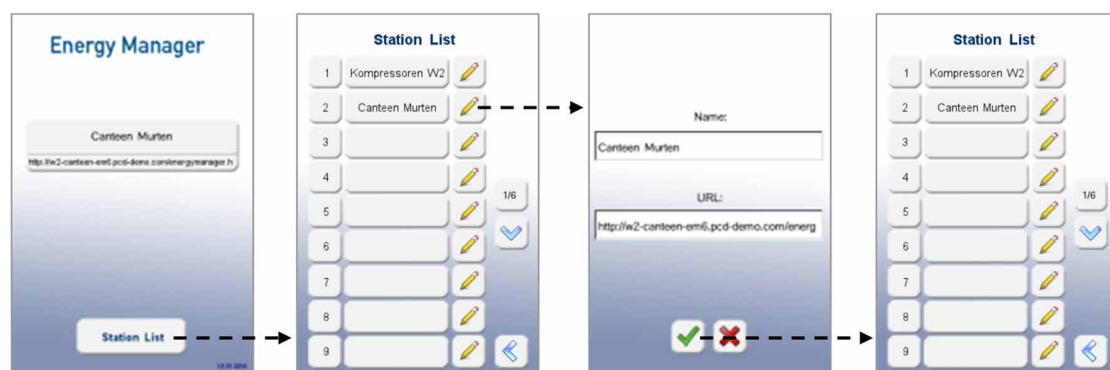 Energy Manager
Canteen Murten
http://w2-canteen-em6.pcd-demo.com/energymanager.h
Station List
Station List
1 Kompressoren W2
2 Canteen Murten
3
4
1/6
5
6
7
8
9
Name:
Canteen Murten
URL:
http://w2-canteen-em6.pcd-demo.com/energ
Station List
1 Kompressoren W2
2 Canteen Murten
3
4
1/6
5
6
7
8
9